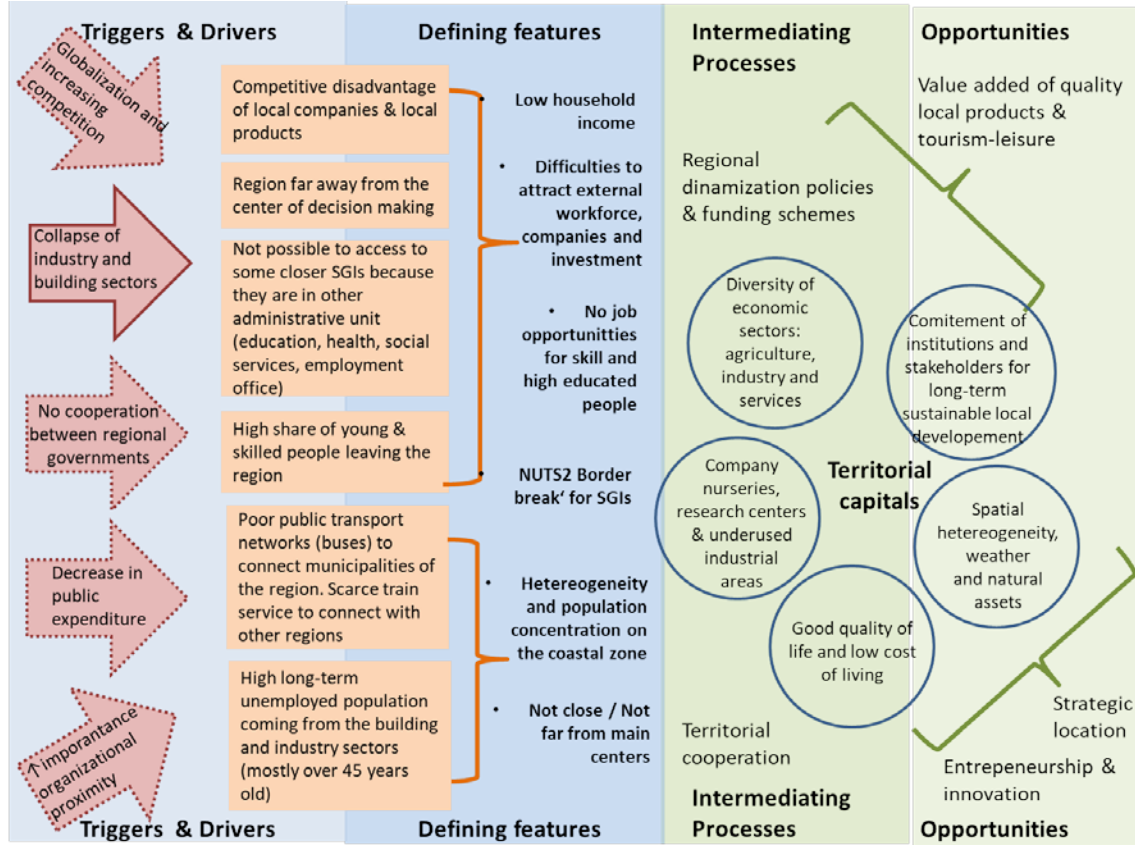 Triggers & Drivers
Defining features
Intermediating
Processes
Opportunities
Globalization and
increasing
competition
Collapse of
industry and
building sectors
No cooperation
between regional
governments
Decrease in
public
expenditure
↑ imporantance
organizational
proximity
Competitive disadvantage
of local companies & local
products
Region far away from the
center of decision making
Not possible to access to
some closer SGIs because
they are in other
administrative unit
(education, health, social
services, employment
office)
High share of young &
skilled people leaving the
region
Poor public transport
networks (buses) to
connect municipalities of
the region. Scarce train
service to connect with
other regions
High long-term
unemployed population
coming from the building
and industry sectors
(mostly over 45 years
old)
• Low household
income
• Difficulties to
attract external
workforce,
companies and
investment
• No job
opportunitties
for skill and
high educated
people
• NUTS2 Border
break‘ for SGIs
• Hetereogeneity
and population
concentration on
the coastal zone
• Not close / Not
far from main
centers
Regional
dinamization policies
& funding schemes
Diversity of
economic
sectors:
agriculture,
industry and
services
Company
nurseries,
research centers
& underused
industrial
areas
Territorial
capitals
Good quality of
life and low cost
of living
Territorial
cooperation
Value added of quality
local products &
tourism-leisure
Comitement of
institutions and
stakeholders for
long-term
sustainable local
developement
Spatial
heterogeneity,
weather
and natural
assets
Strategic
location
Entrepeneurship &
innovation
Triggers & Drivers
Defining features
Intermediating
Processes
Opportunities